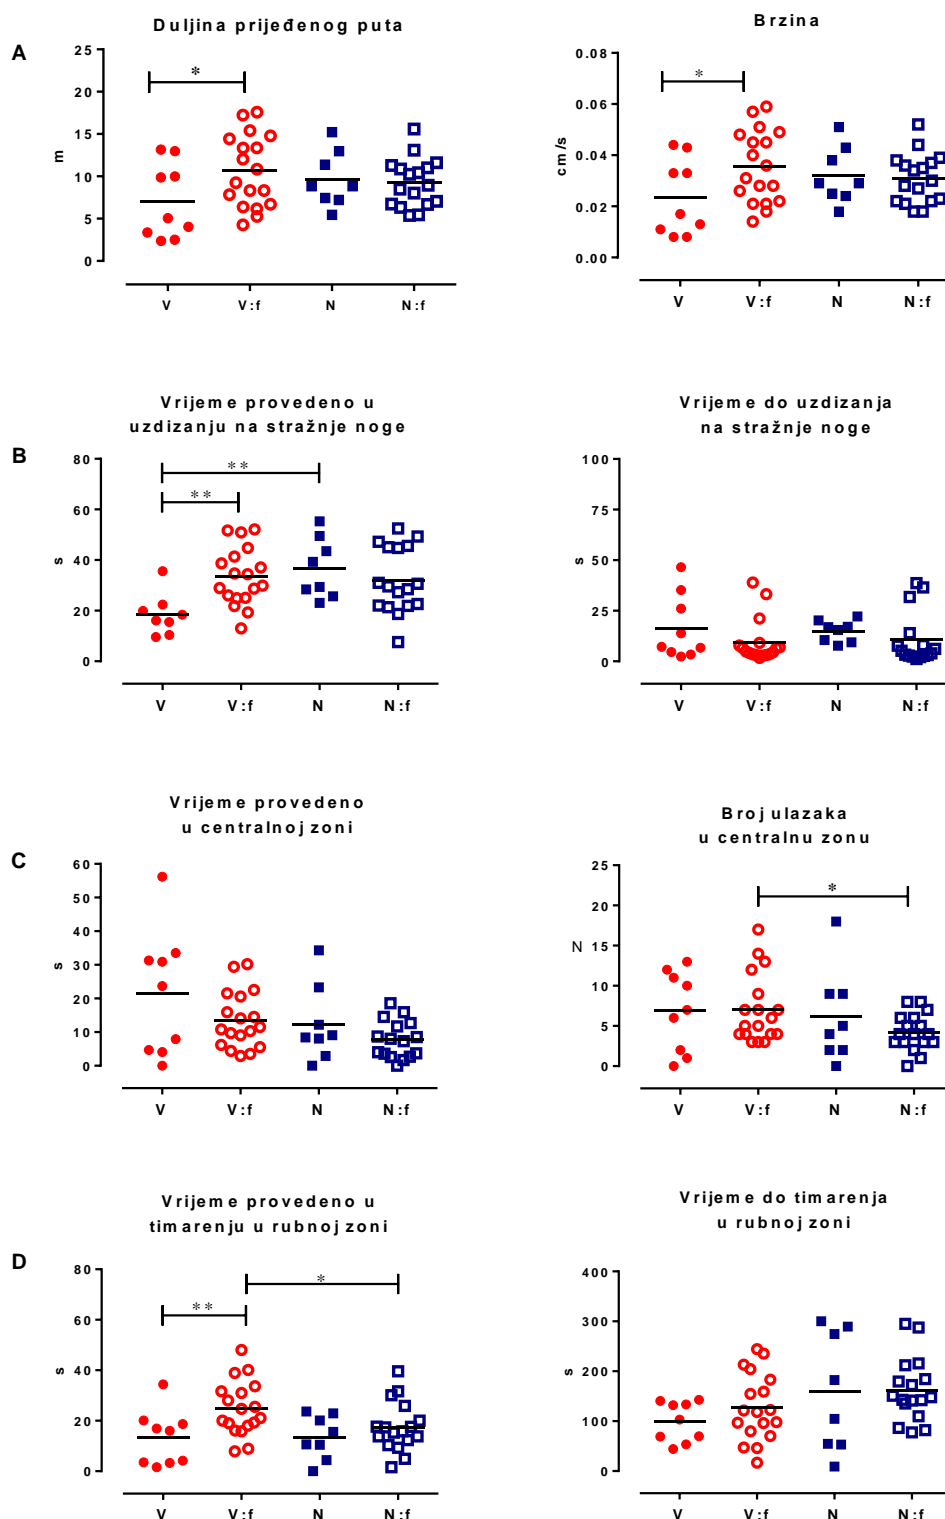 A
Duljina prijeđenog puta
25
20
15
10
5
0
m
*
V
V:f
N
N:f
Brzina
0.08
0.06
0.04
0.02
0.00
cm/s
*
V
V:f
N
N:f
B
Vrijeme provedeno u
uzdizanju na stražnje noge
80
60
40
20
0
s
**
**
V
V:f
N
N:f
Vrijeme do uzdizanja
na stražnje noge
100
50
0
s
V
V:f
N
N:f
C
Vrijeme provedeno
u centralnoj zoni
60
50
40
30
20
10
0
s
V
V:f
N
N:f
Broj ulazaka
u centralnu zonu
25
20
15
10
5
0
N
*
V
V:f
N
N:f
D
Vrijeme provedeno u
timarenju u rubnoj zoni
80
60
40
20
0
s
*
**
V
V:f
N
N:f
Vrijeme do timarenja
u rubnoj zoni
400
300
200
100
0
s
V
V:f
N
N:f